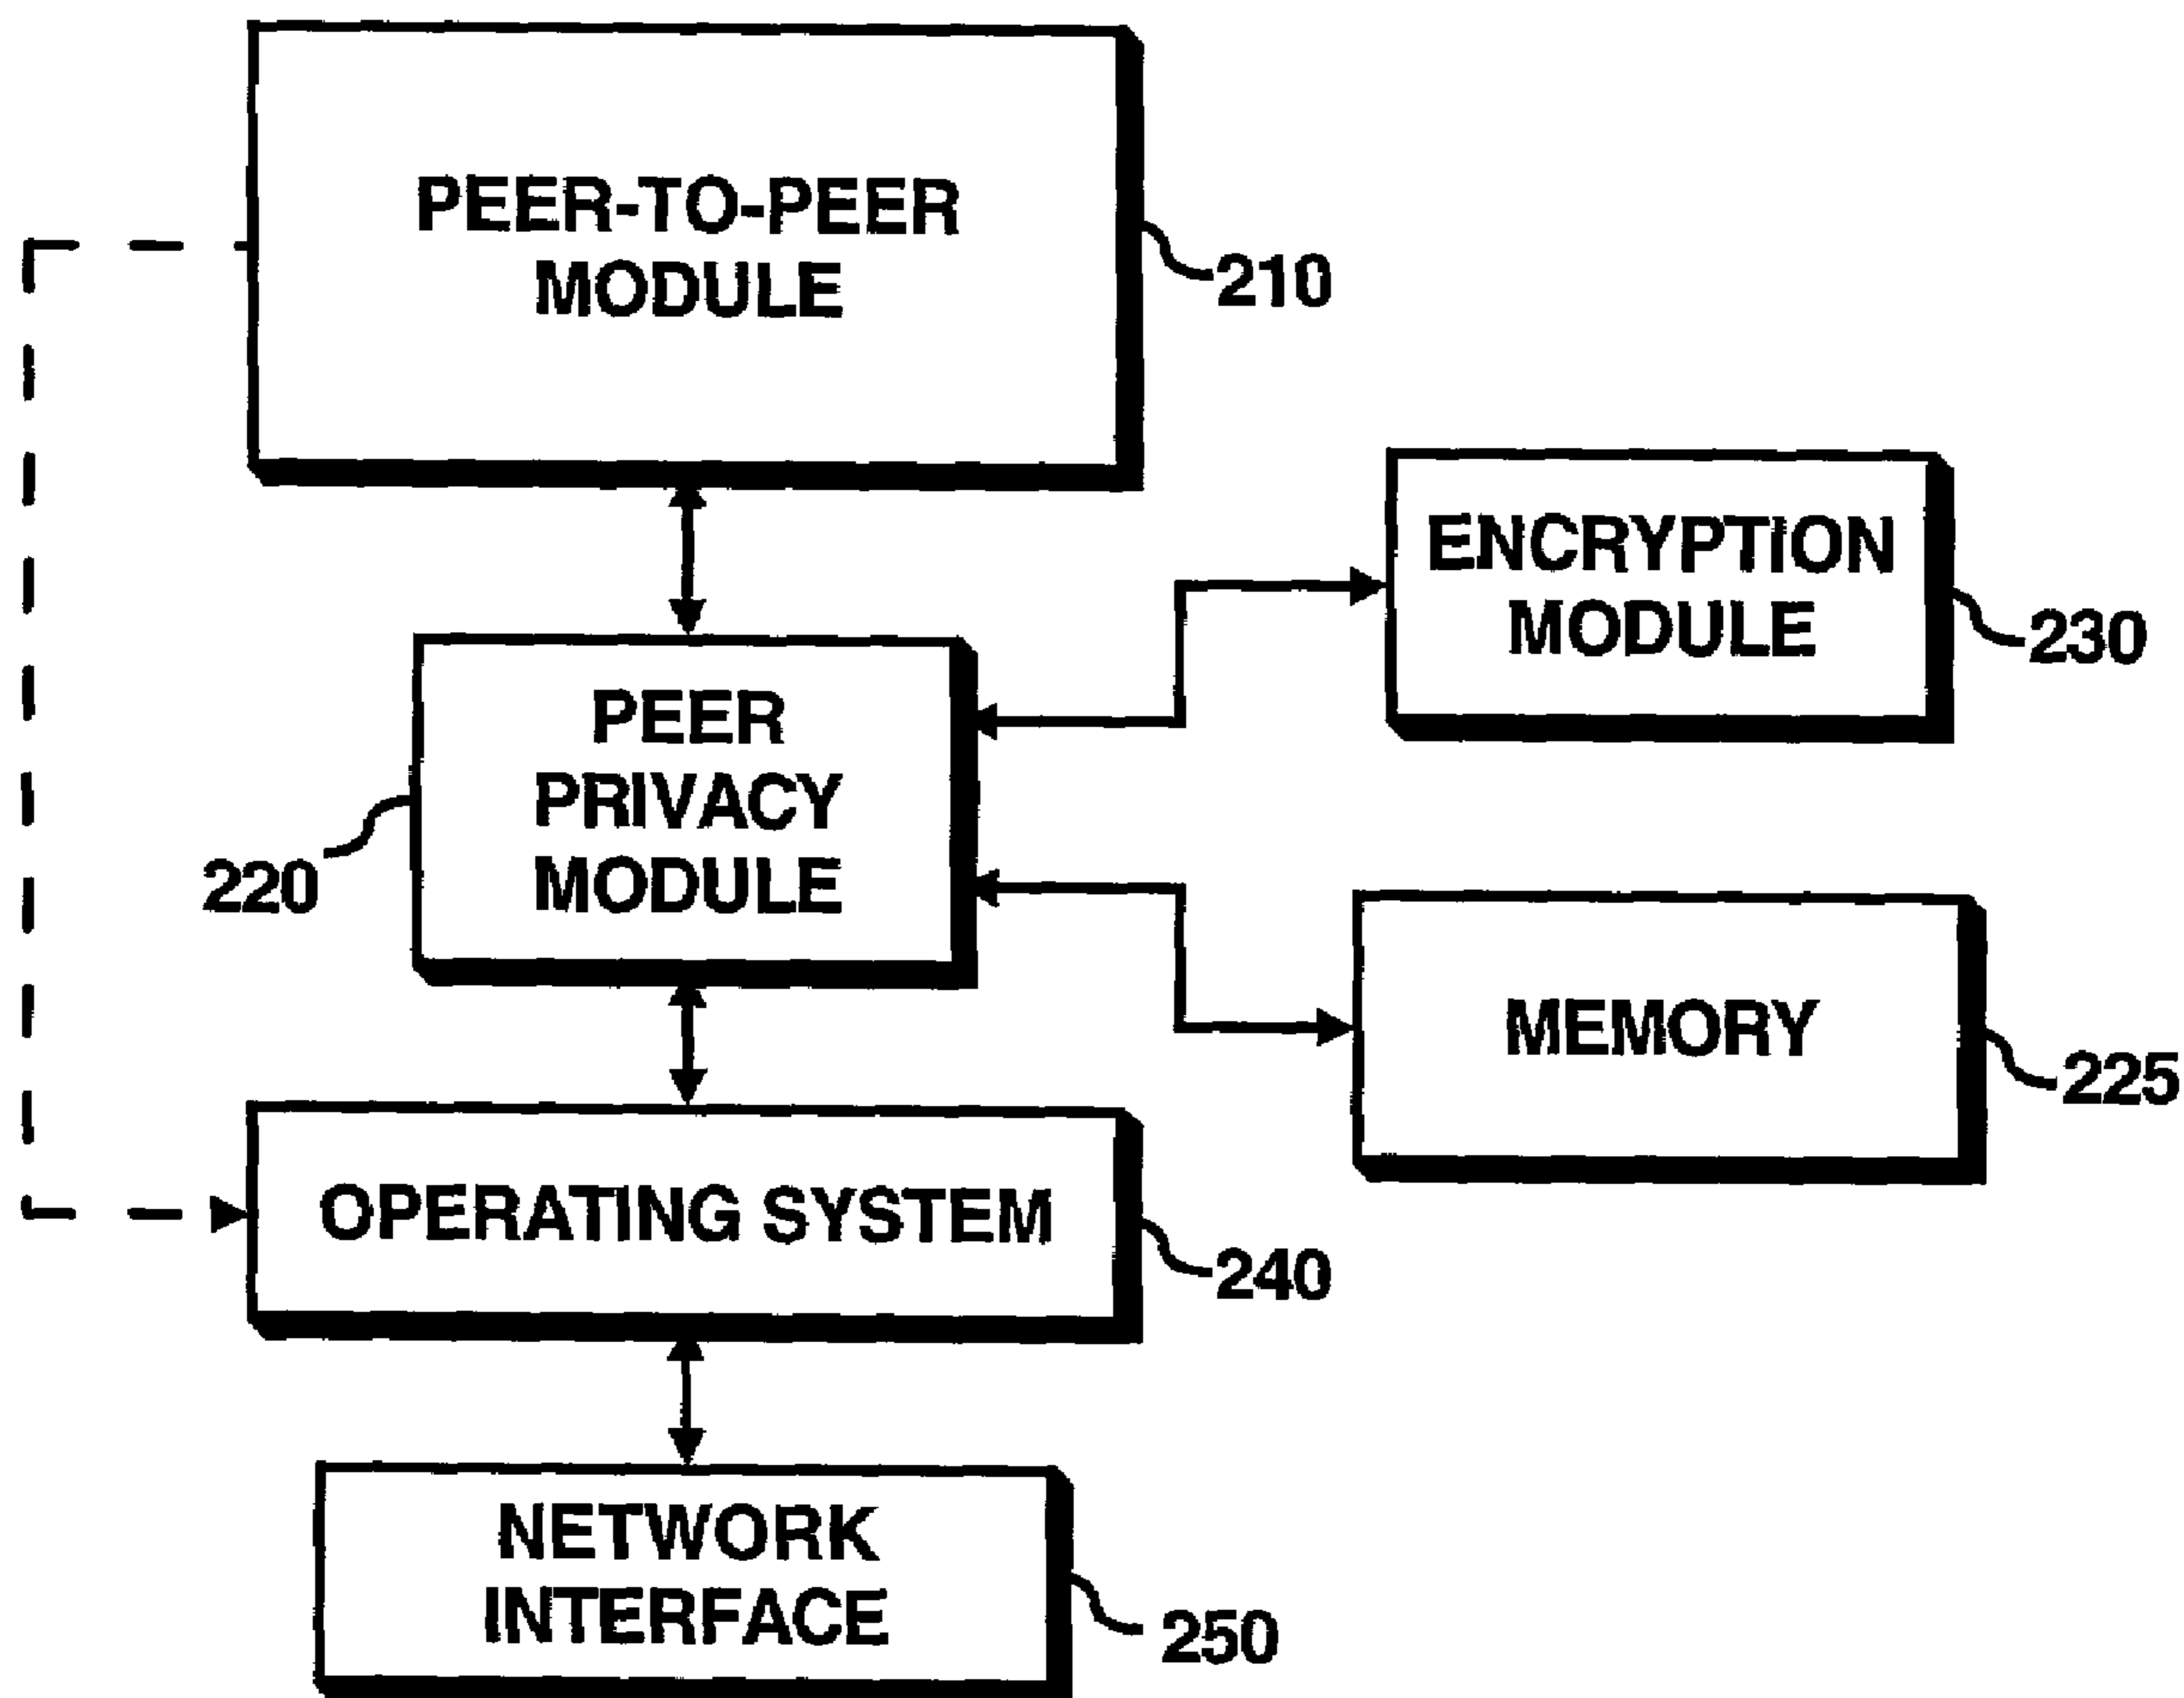 PEER-TO-PEER
MODULE
210
ENCRYPTION
MODULE
230
PEER
PRIVACY
MODULE
220
MEMORY
225
OPERATING SYSTEM
240
NETWORK
INTERFACE
250